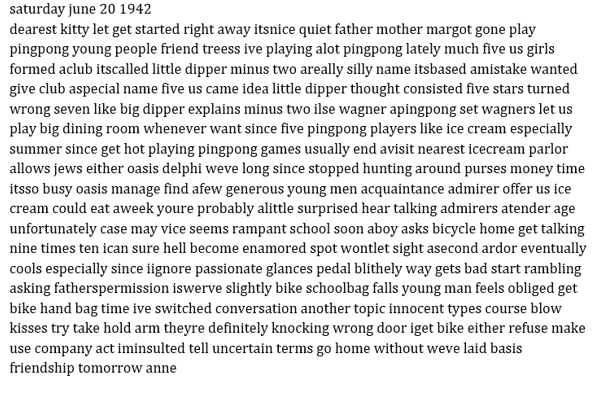 saturday june 20 1942
dearest kitty let get started right away itsnice quiet father mother margot gone play
pingpong young people friend treess ive playing alot pingpong lately much five us girls
formed aclub itscalled little dipper minus two areally silly name itsbased amistake wanted
give club aspecial name five us came idea little dipper thought consisted five stars turned
wrong seven like big dipper explains minus two ilse wagner apingpong set wagners let us
play big dining room whenever want since five pingpong players like ice cream especially
summer since get hot playing pingpong games usually end avisit nearest icecream parlor
allows jews either oasis delphi weve long since stopped hunting around purses money time
itsso busy oasis manage find afew generous young men acquaintance admirer offer us ice
cream could eat aweek youre probably alittle surprised hear talking admirers atender age
unfortunately case may vice seems rampant school soon aboy asks bicycle home get talking
nine times ten ican sure hell become enamored spot wontlet sight asecond ardor eventually
cools especially since iignore passionate glances pedal blithely way gets bad start rambling
asking fatherspermission iswerve slightly bike schoolbag falls young man feels obliged get
bike hand bag time ive switched conversation another topic innocent types course blow
kisses try take hold arm theyre definitely knocking wrong door iget bike either refuse make
use company act iminsulted tell uncertain terms go home without weve laid basis
friendship tomorrow anne